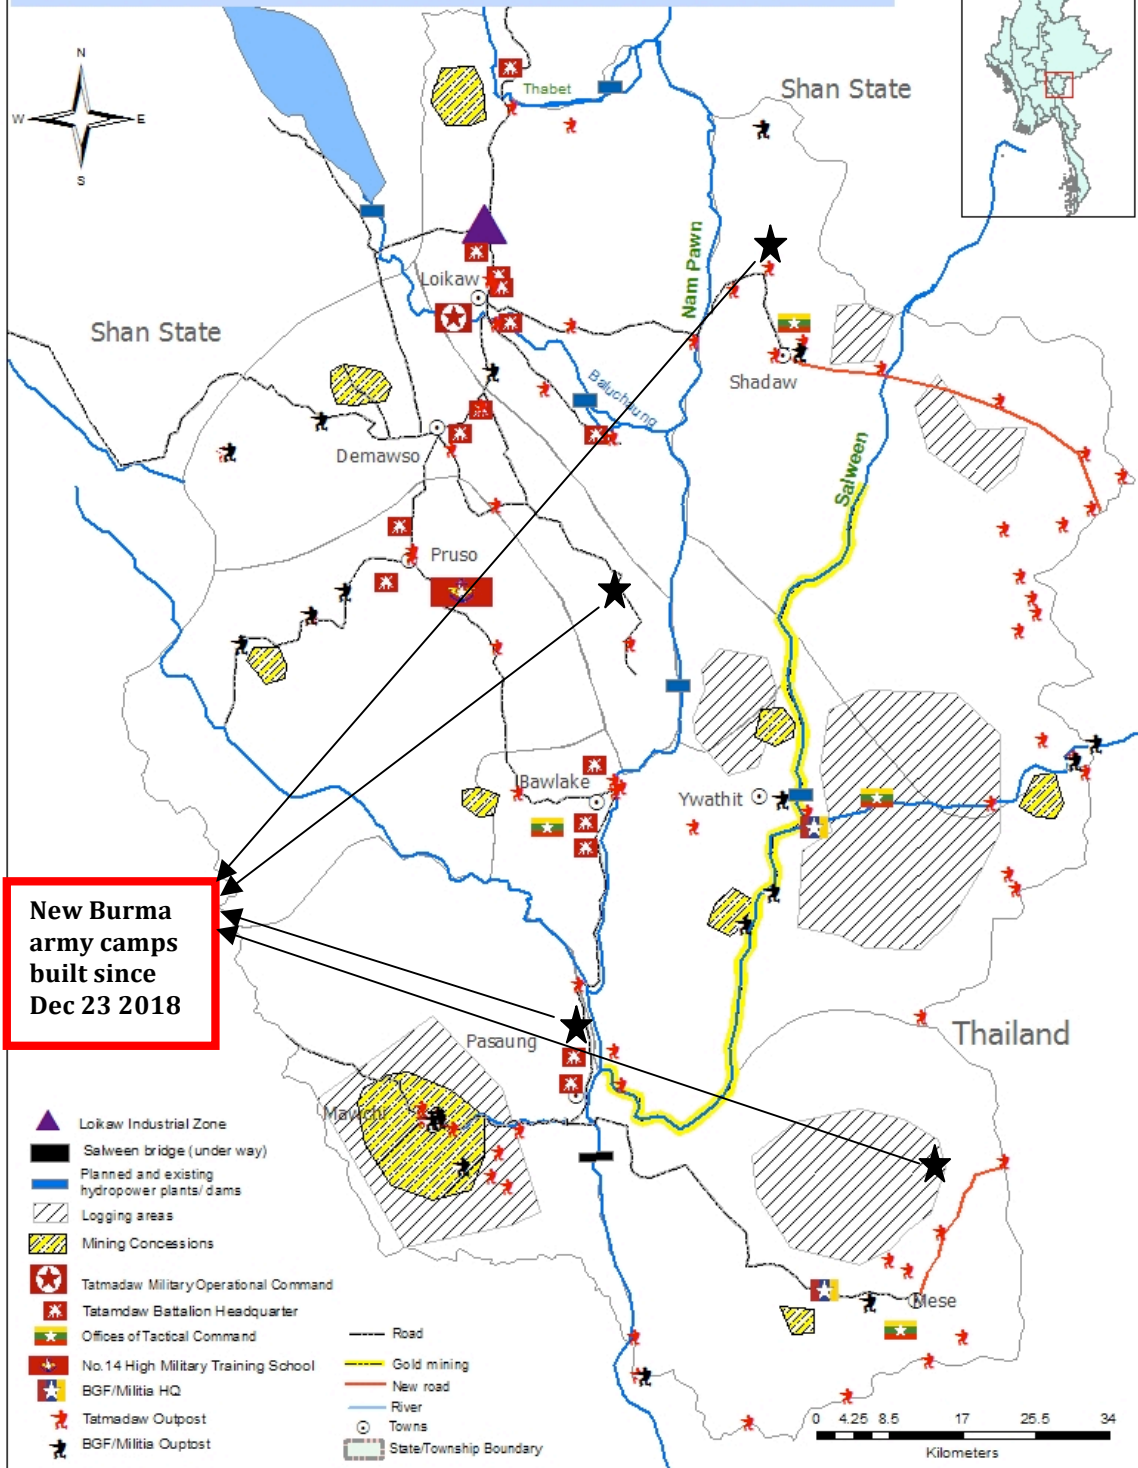 N
W
E
S
Thabet
Shan State
Nam Pawn
Loikaw
Shan State
Shadaw
Baluchaung
Demawso
Salween
Pruso
Bawlake
Ywathit
New Burma
army camps
built since
Dec 23 2018
Pasaung
Thailand
Mawchi
Mese
Loikaw Industrial Zone
Salween bridge (under way)
Planned and existing
hydropower plants/ dams
Logging areas
Mining Concessions
Tatmadaw Military Operational Command
Tatamdaw Battalion Headquarter
Offices of Tactical Command
No.14 High Military Training School
BGF/Militia HQ
Tatmadaw Outpost
BGF/Militia Ouptost
Road
Gold mining
New road
River
Towns
State/Township Boundary
0 4.25 8.5 17 25.5 34
Kilometers